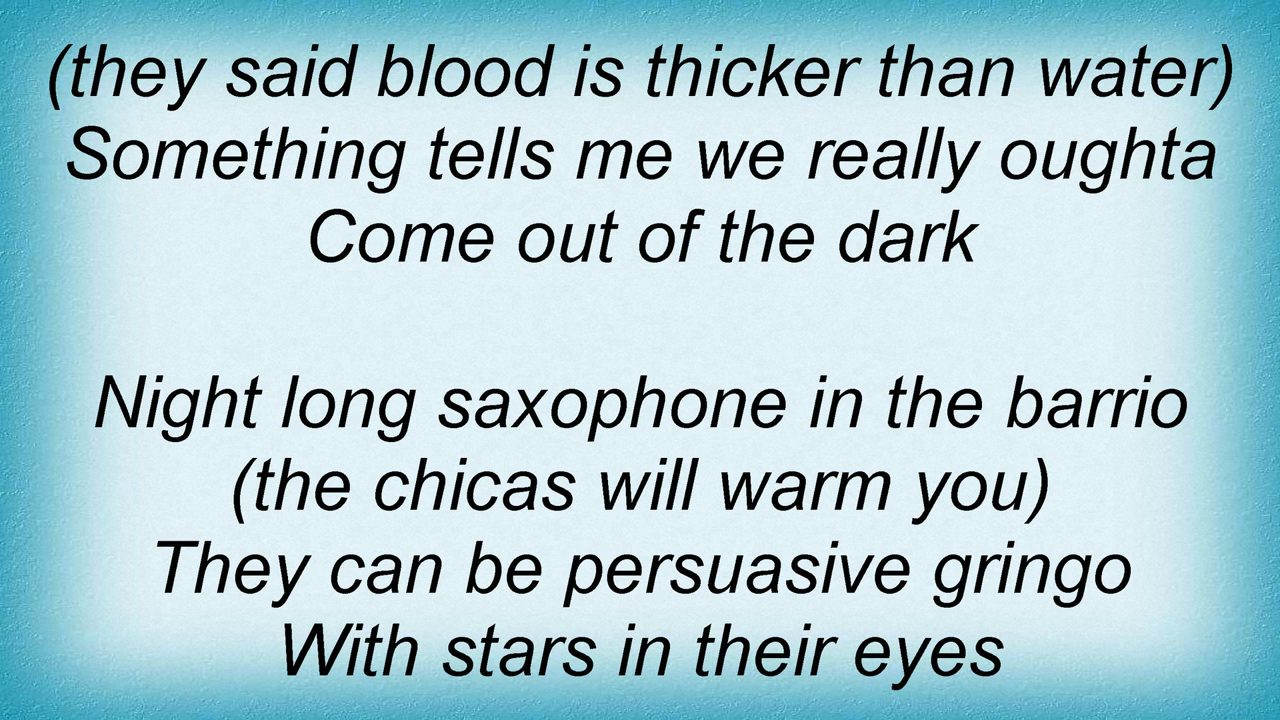 (they said blood is thicker than water)
Something tells me we really oughta
Come out of the dark
Night long saxophone in the barrio
(the chicas will warm you)
They can be persuasive gringo
With stars in their eyes